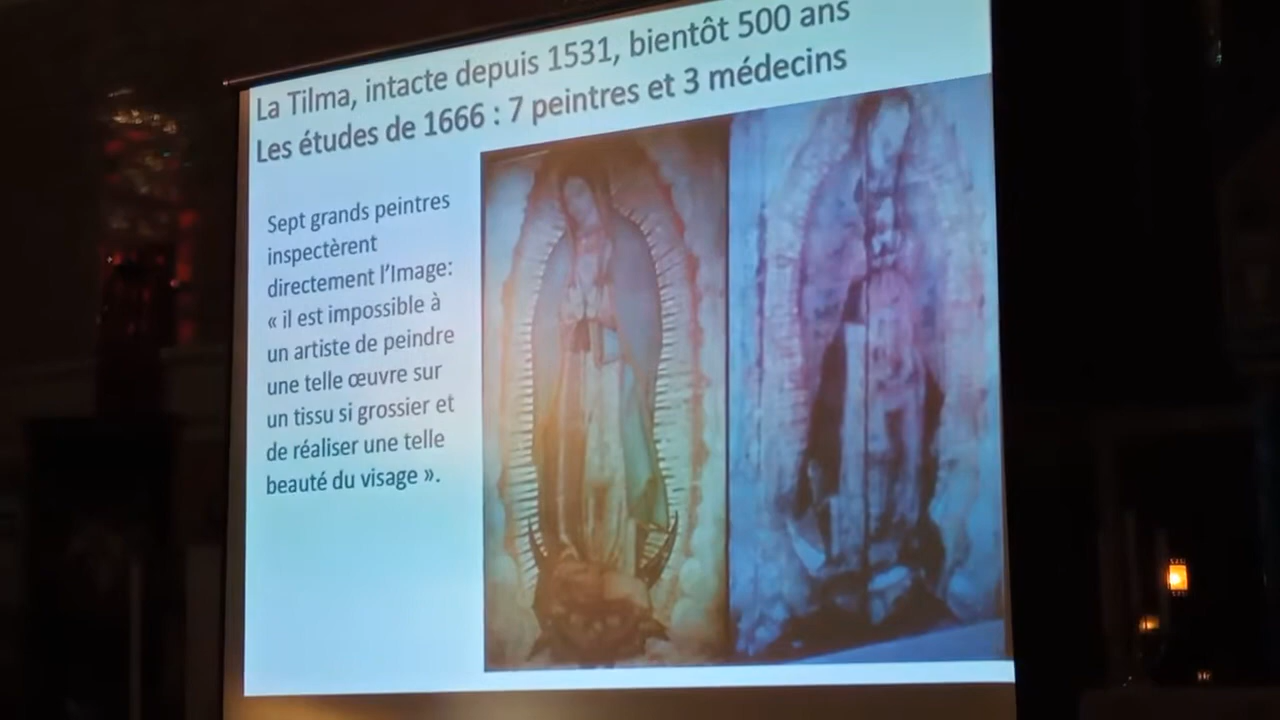 La Tilma, intacte depuis 1531, bientôt 500 ans
Les études de 1666 : 7 peintres et 3 médecins
Sept grands peintres
inspectèrent
directement l'Image:
« il est impossible à
un artiste de peindre
une telle œuvre sur
un tissu si grossier et
de réaliser une telle
beauté du visage ».